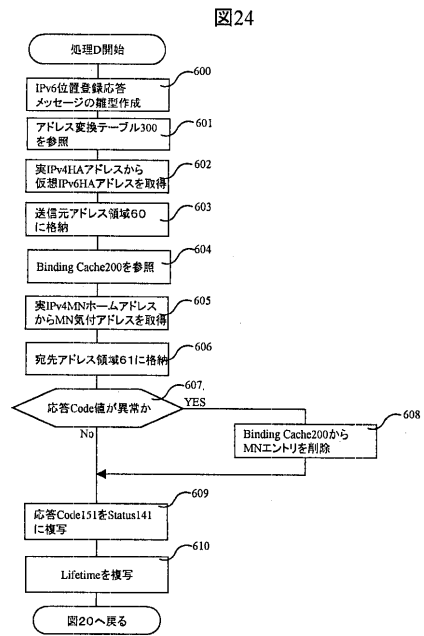 図24
処理D開始
600
IPv6位置登録応答
メッセージの雛型作成
601
アドレス変換テーブル300
を参照
602
実IPv4HAアドレスから
仮想IPv6HAアドレスを取得
603
送信元アドレス領域60
に格納
604
Binding Cache200を参照
605
実IPv4MNホームアドレス
からMN気付アドレスを取得
606
宛先アドレス領域61に格納
607
応答Code値が異常か
YES
No
608
Binding Cache200から
MNエントリを削除
609
応答Code151をStatus141
に複写
610
Lifetimeを複写
図20へ戻る